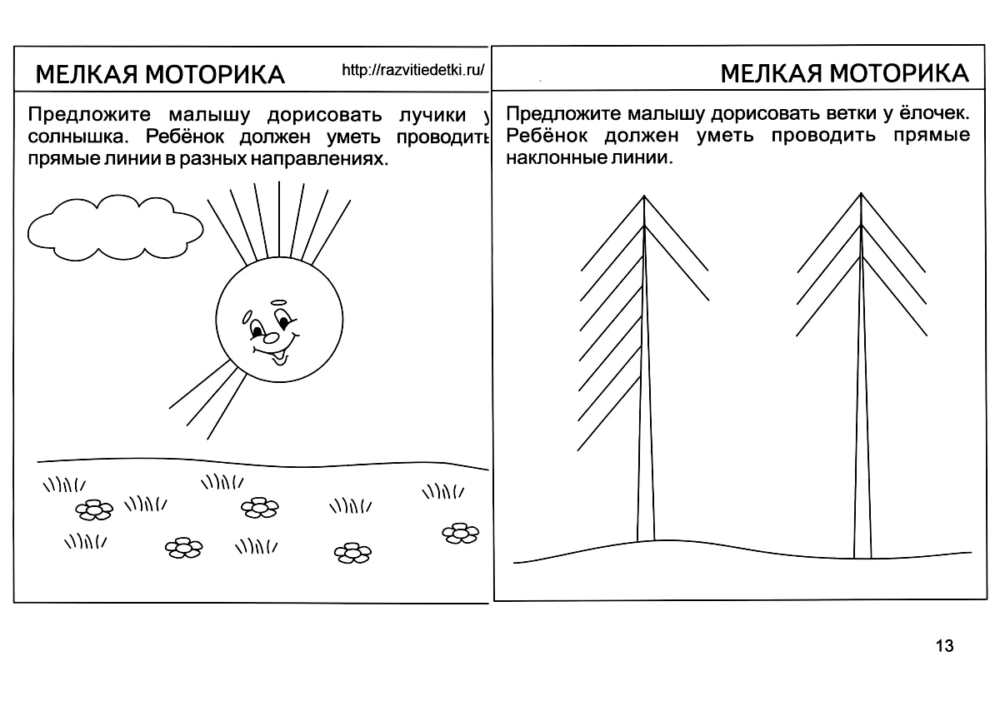 МЕЛКАЯ МОТОРИКА
http://razvitiedetki.ru/
Предложите малышу дорисовать лучики у
солнышка. Ребёнок должен уметь проводить
прямые линии в разных направлениях.
МЕЛКАЯ МОТОРИКА
Предложите малышу дорисовать ветки у ёлочек.
Ребёнок должен уметь проводить прямые
наклонные линии.
13